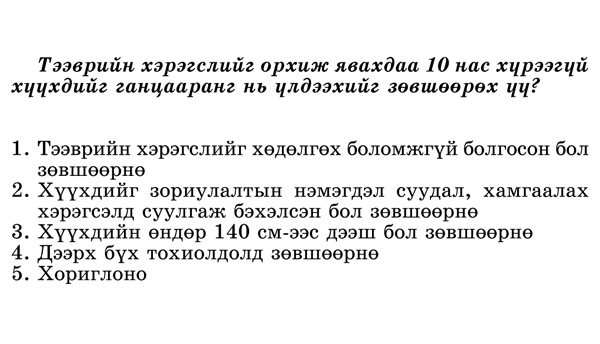 Тээврийн хэрэгслийг орхиж явахдаа 10 нас хүрээгүй
хүүхдийг ганцааранг нь үлдээхийг зөвшөөрөх үү?
1. Тээврийн хэрэгслийг хөдөлгөх боломжгүй болгосон бол
зөвшөөрнө
2. Хүүхдийг зориулалтын нэмэгдэл суудал, хамгаалах
хэрэгсэлд суулгаж бэхэлсэн бол зөвшөөрнө
3. Хүүхдийн өндөр 140 см-ээс дээш бол зөвшөөрнө
4. Дээрх бүх тохиолдолд зөвшөөрнө
5. Хориглоно